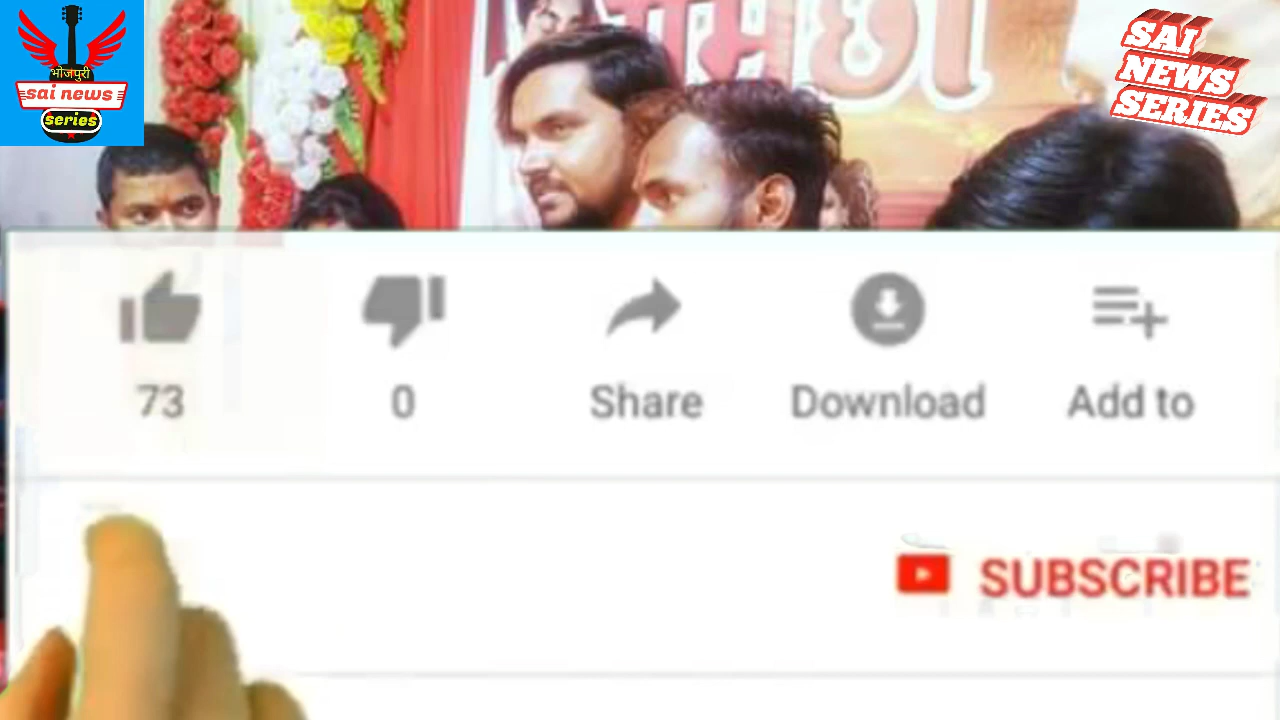 भोजपुरी
sai news
series
SAI
NEWS
SERIES
73
0
Share
Download
Add to
SUBSCRIBE